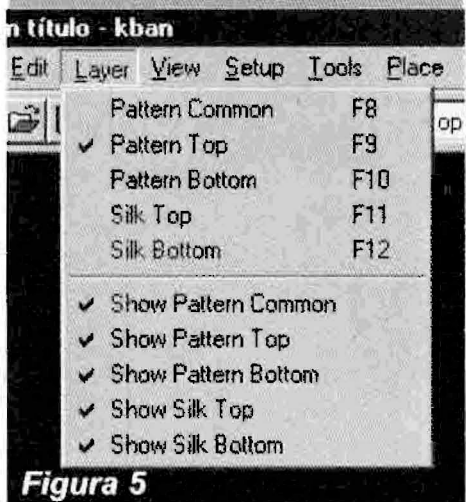 m título - kban
Edit Layer View Setup Tools Place
Pattern Common F8
op
Pattern Top F9
Pattern Bottom F10
Silk Top F11
Silk Bottom F12
Show Pattern Common
Show Pattern Top
Show Pattern Bottom
Show Silk Top
Show Silk Bottom
Figura 5